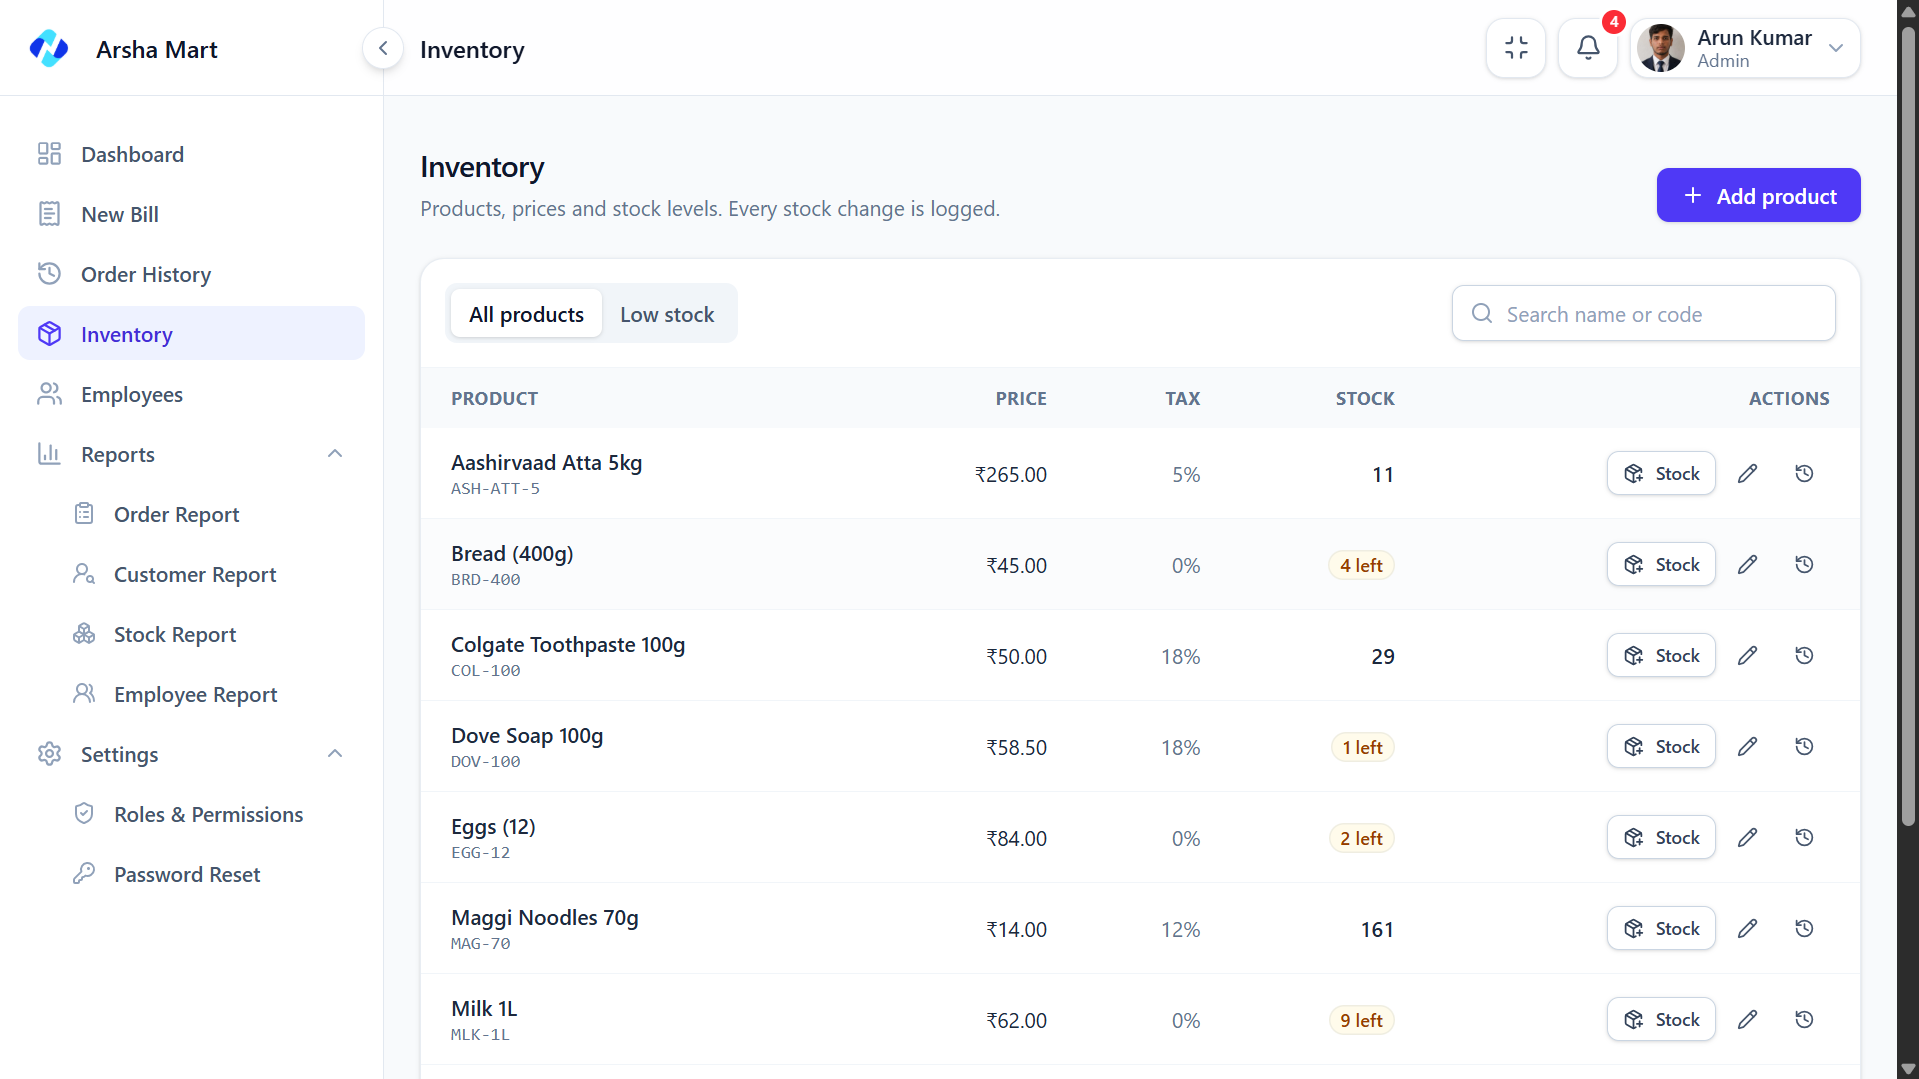 Arsha Mart
Inventory
4
Arun Kumar
Admin
Dashboard
New Bill
Order History
Inventory
Employees
Reports
Order Report
Customer Report
Stock Report
Employee Report
Settings
Roles & Permissions
Password Reset
Inventory
Products, prices and stock levels. Every stock change is logged.
+ Add product
All products Low stock
Search name or code
PRODUCT PRICE TAX STOCK ACTIONS
Aashirvaad Atta 5kg
ASH-ATT-5
₹265.00 5% 11 Stock
Bread (400g)
BRD-400
₹45.00 0% 4 left Stock
Colgate Toothpaste 100g
COL-100
₹50.00 18% 29 Stock
Dove Soap 100g
DOV-100
₹58.50 18% 1 left Stock
Eggs (12)
EGG-12
₹84.00 0% 2 left Stock
Maggi Noodles 70g
MAG-70
₹14.00 12% 161 Stock
Milk 1L
MLK-1L
₹62.00 0% 9 left Stock